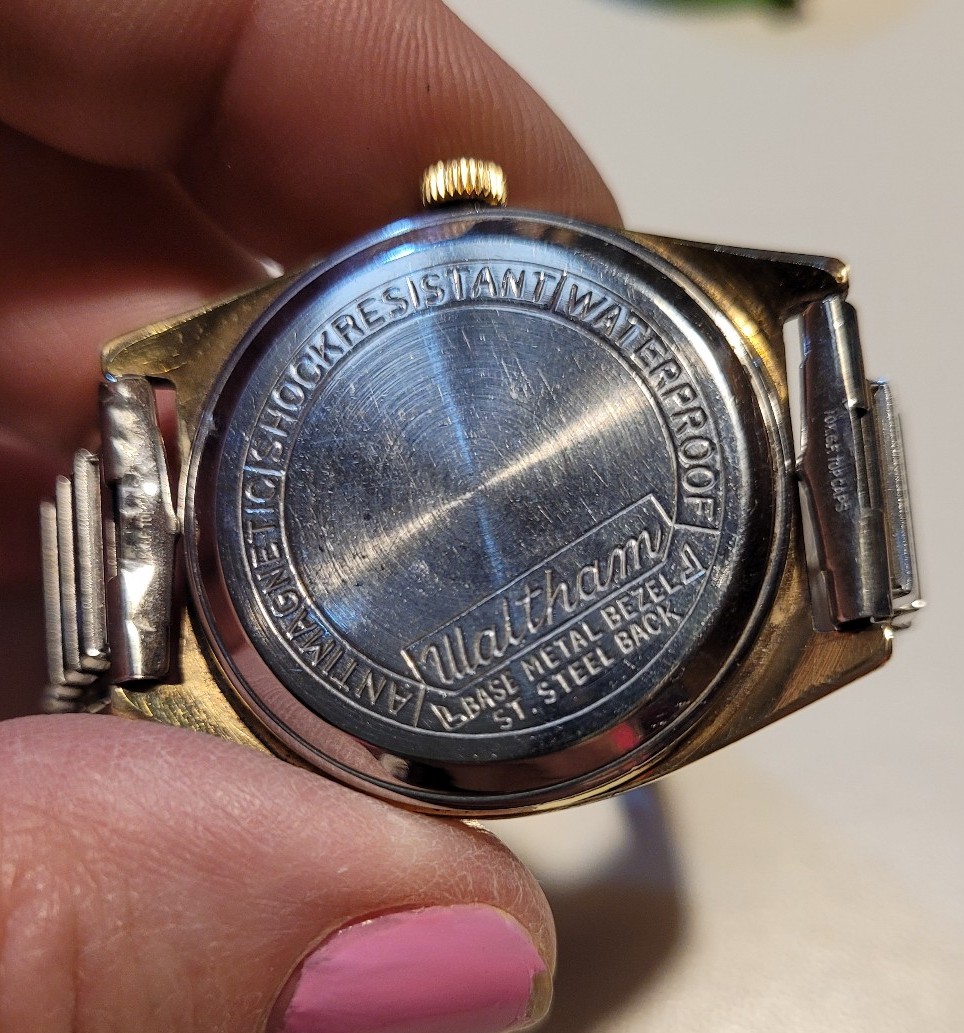 ANTIMAGNETIC|SHOCKRESISTANT|WATERPROOF
Waltham
BASE METAL BEZEL
ST. STEEL BACK